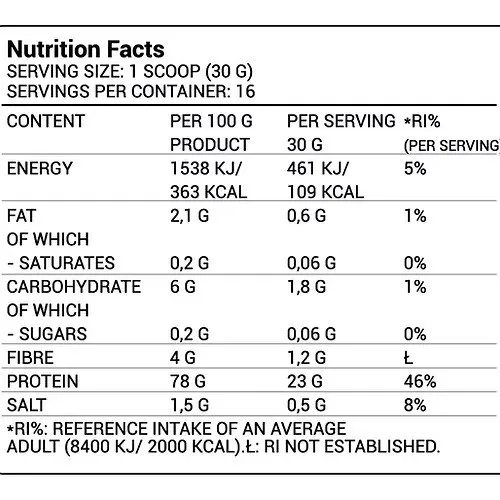 Nutrition Facts
SERVING SIZE: 1 SCOOP (30 G)
SERVINGS PER CONTAINER: 16
CONTENT PER 100 G PER SERVING *RI%
PRODUCT 30 G (PER SERVING
ENERGY 1538 KJ/ 461 KJ/ 5%
363 KCAL 109 KCAL
FAT 2,1 G 0,6 G 1%
OF WHICH
- SATURATES 0,2 G 0,06 G 0%
CARBOHYDRATE 6 G 1,8 G 1%
OF WHICH
- SUGARS 0,2 G 0,06 G 0%
FIBRE 4 G 1,2 G Ł
PROTEIN 78 G 23 G 46%
SALT 1,5 G 0,5 G 8%
*RI%: REFERENCE INTAKE OF AN AVERAGE
ADULT (8400 KJ/ 2000 KCAL).Ł: RI NOT ESTABLISHED.